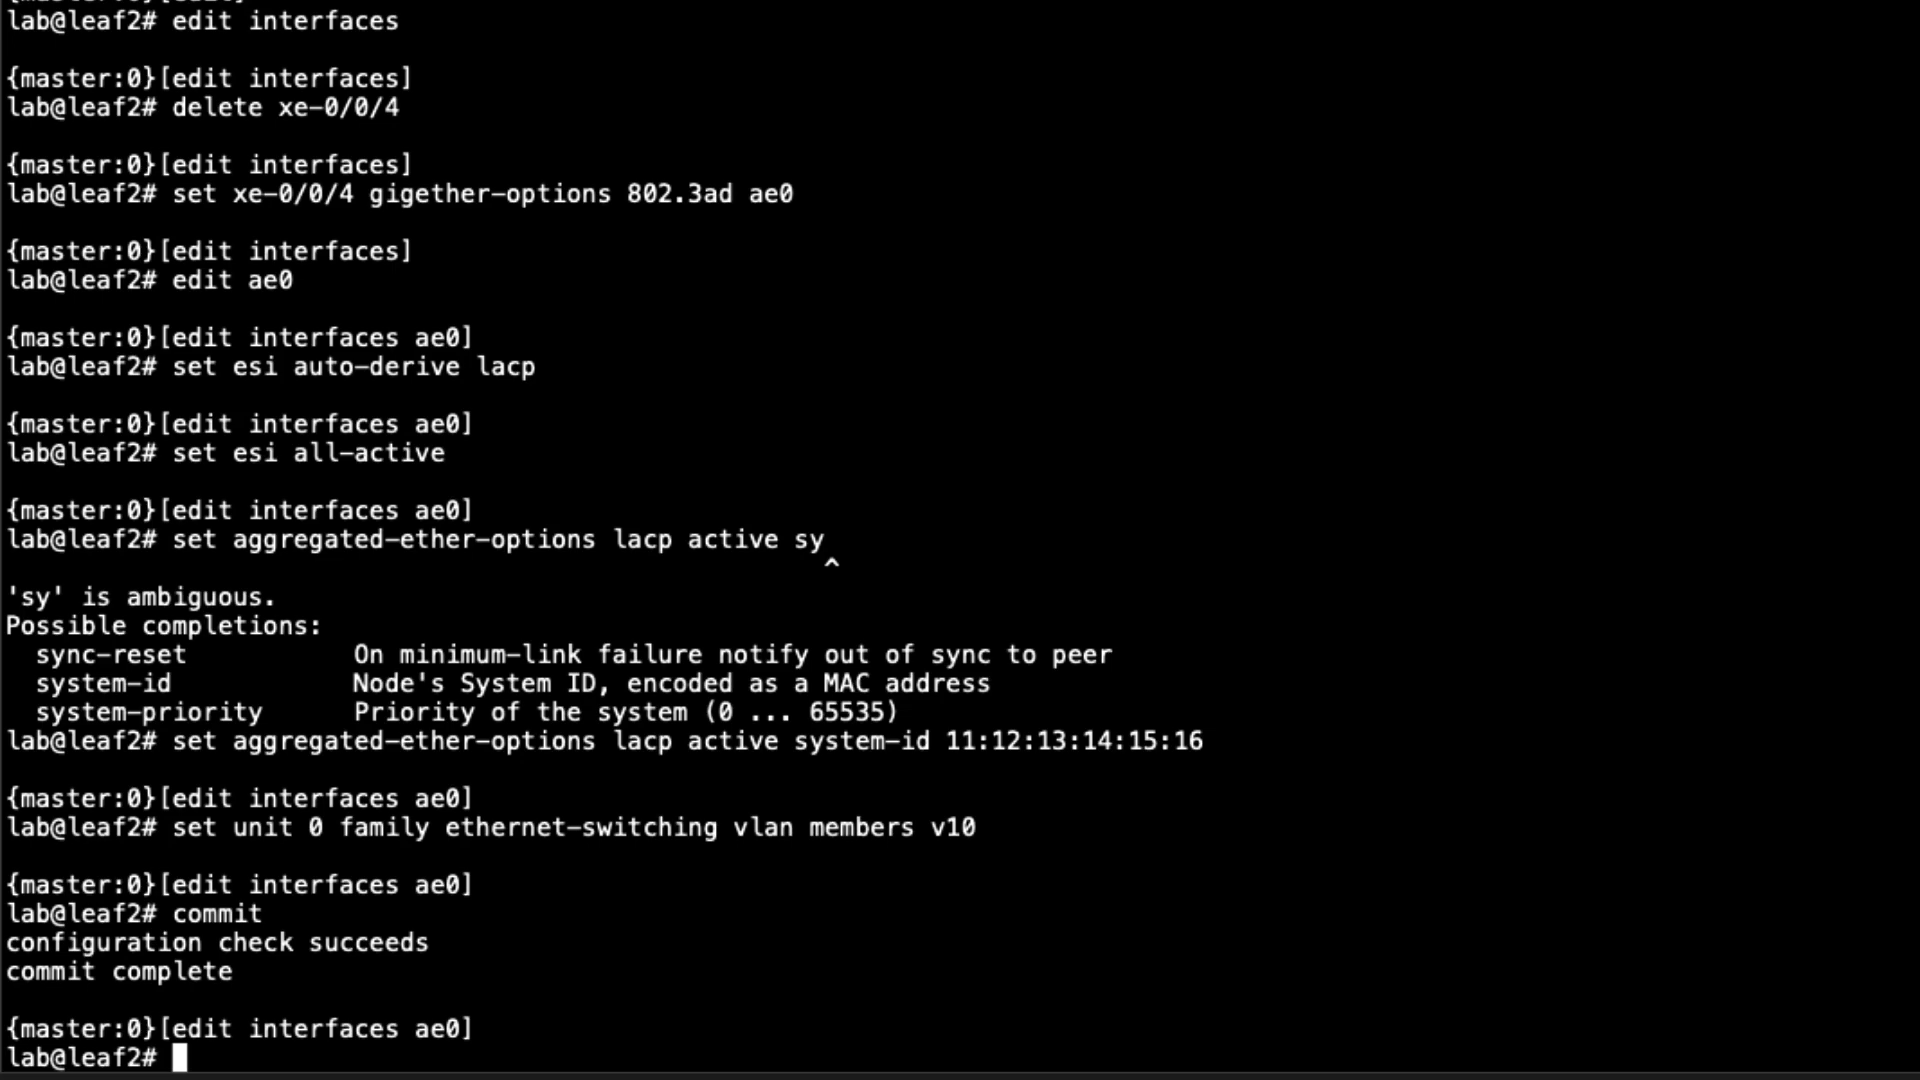 {master:0}[edit]
lab@leaf2# edit interfaces
{master:0}[edit interfaces]
lab@leaf2# delete xe-0/0/4
{master:0}[edit interfaces]
lab@leaf2# set xe-0/0/4 gigether-options 802.3ad ae0
{master:0}[edit interfaces]
lab@leaf2# edit ae0
{master:0}[edit interfaces ae0]
lab@leaf2# set esi auto-derive lacp
{master:0}[edit interfaces ae0]
lab@leaf2# set esi all-active
{master:0}[edit interfaces ae0]
lab@leaf2# set aggregated-ether-options lacp active sy
^
'sy' is ambiguous.
Possible completions:
sync-reset On minimum-link failure notify out of sync to peer
system-id Node's System ID, encoded as a MAC address
system-priority Priority of the system (0 ... 65535)
lab@leaf2# set aggregated-ether-options lacp active system-id 11:12:13:14:15:16
{master:0}[edit interfaces ae0]
lab@leaf2# set unit 0 family ethernet-switching vlan members v10
{master:0}[edit interfaces ae0]
lab@leaf2# commit
configuration check succeeds
commit complete
{master:0}[edit interfaces ae0]
lab@leaf2#